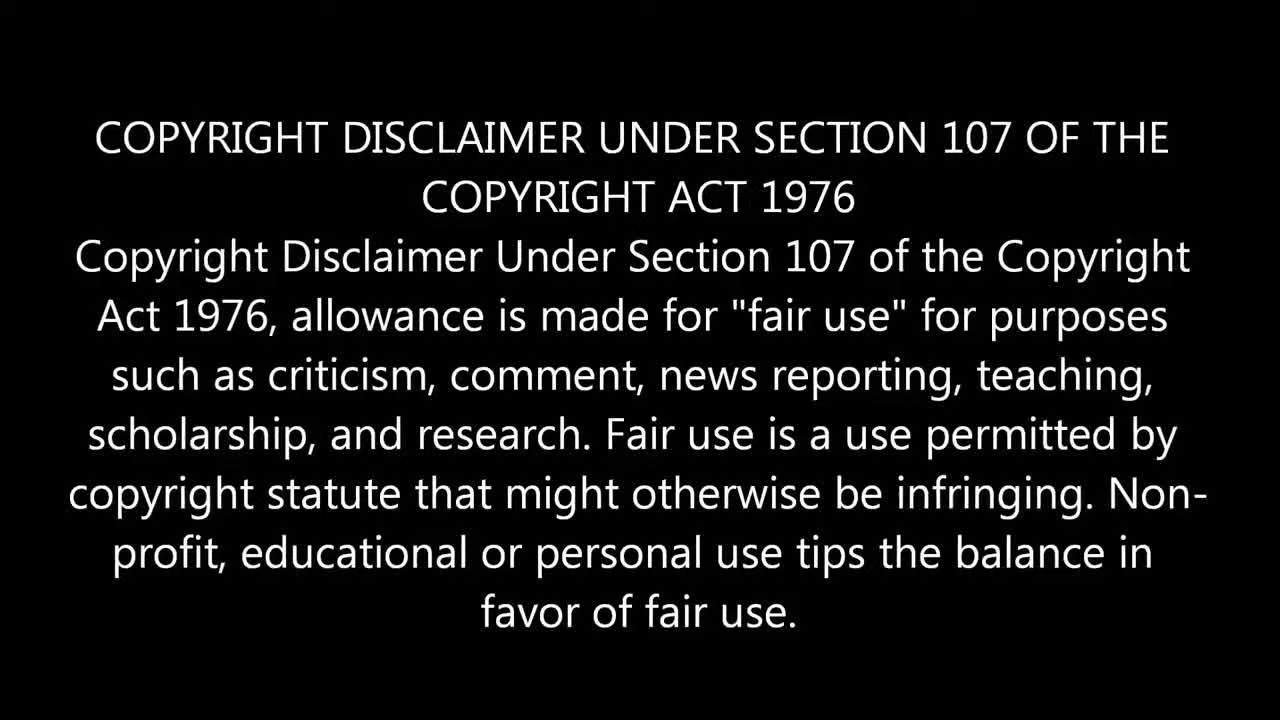 COPYRIGHT DISCLAIMER UNDER SECTION 107 OF THE
COPYRIGHT ACT 1976
Copyright Disclaimer Under Section 107 of the Copyright
Act 1976, allowance is made for "fair use" for purposes
such as criticism, comment, news reporting, teaching,
scholarship, and research. Fair use is a use permitted by
copyright statute that might otherwise be infringing. Non-
profit, educational or personal use tips the balance in
favor of fair use.